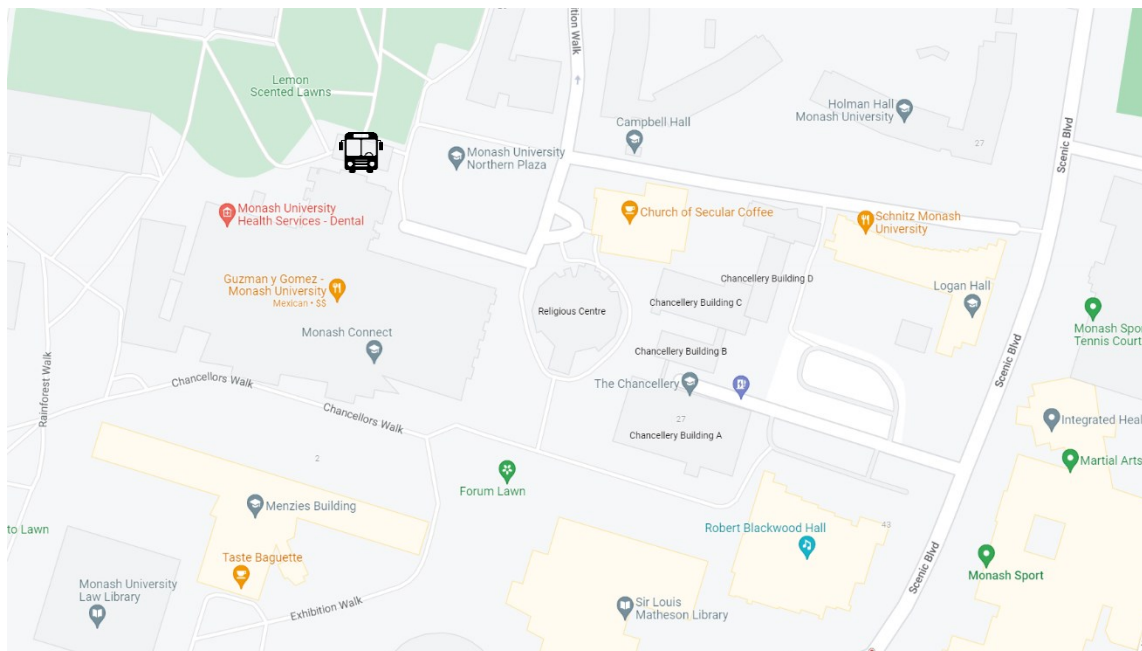 Exhibition Walk
Scenic Blvd
Lemon
Scented Lawns
Holman Hall
Monash University
27
Campbell Hall
Monash University
Northern Plaza
Monash University
Health Services - Dental
Church of Secular Coffee
Schnitz Monash
University
Guzman y Gomez -
Monash University
Mexican • $$
Chancellery Building D
Logan Hall
Chancellery Building C
Religious Centre
Monash Connect
Monash Spor
Tennis Court
Chancellery Building B
Scenic Blvd
Rainforest Walk
Chancellors Walk
The Chancellery
Chancellors Walk
27
Integrated Heal
Chancellery Building A
2
Martial Arts
Forum Lawn
Menzies Building
to Lawn
Robert Blackwood Hall
43
Taste Baguette
Scenic Blvd
Monash Sport
Monash University
Law Library
Exhibition Walk
Sir Louis
Matheson Library